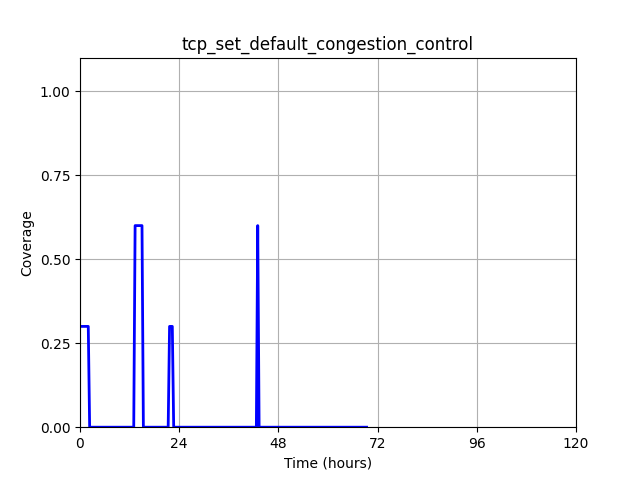 tcp_set_default_congestion_control
1.00
0.75
0.50
0.25
0.00
Coverage
0 24 48 72 96 120
Time (hours)